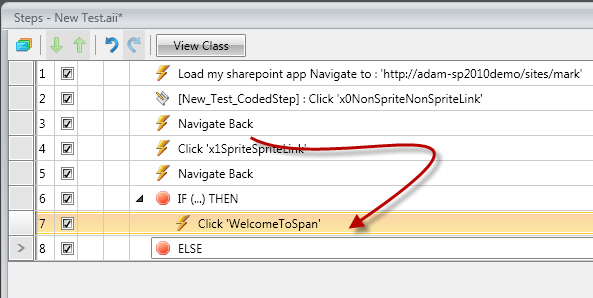 Steps - New Test.aii*
View Class
1 Load my sharepoint app Navigate to : 'http://adam-sp2010demo/sites/mark'
2 [New_Test_CodedStep] : Click 'x0NonSpriteNonSpriteLink'
3 Navigate Back
4 Click 'x1SpriteSpriteLink'
5 Navigate Back
6 IF (...) THEN
7 Click 'WelcomeToSpan'
8 ELSE